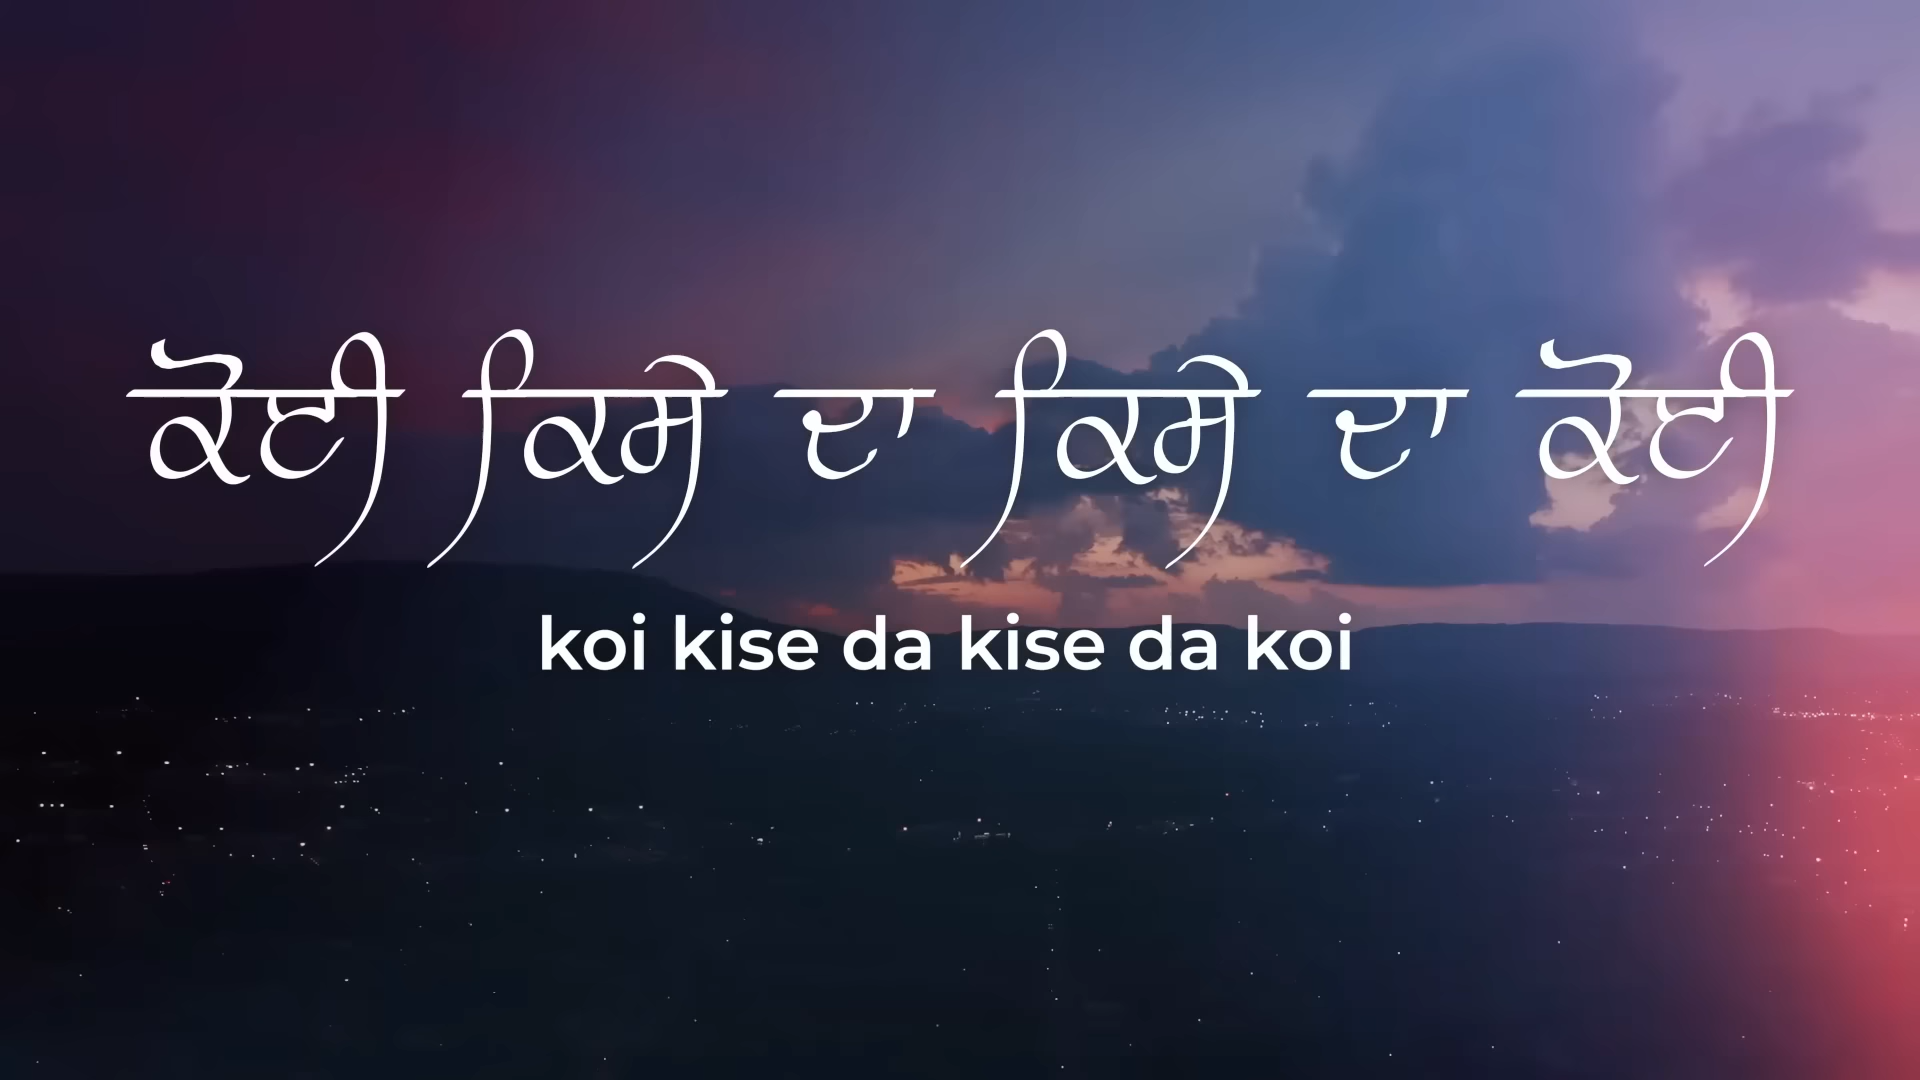 ਕੋਈ ਕਿਸੇ ਦਾ ਕਿਸੇ ਦਾ ਕੋਈ
koi kise da kise da koi